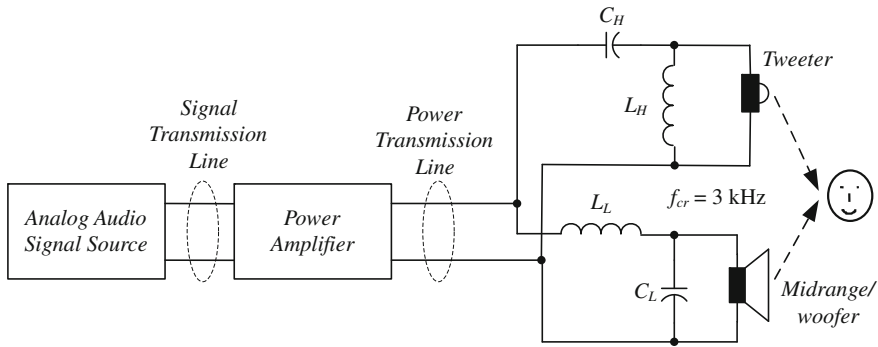 C_H
Tweeter
Signal
Transmission
Line
Power
Transmission
Line
L_H
Analog Audio
Signal Source
Power
Amplifier
L_L
f_cr = 3 kHz
C_L
Midrange/
woofer